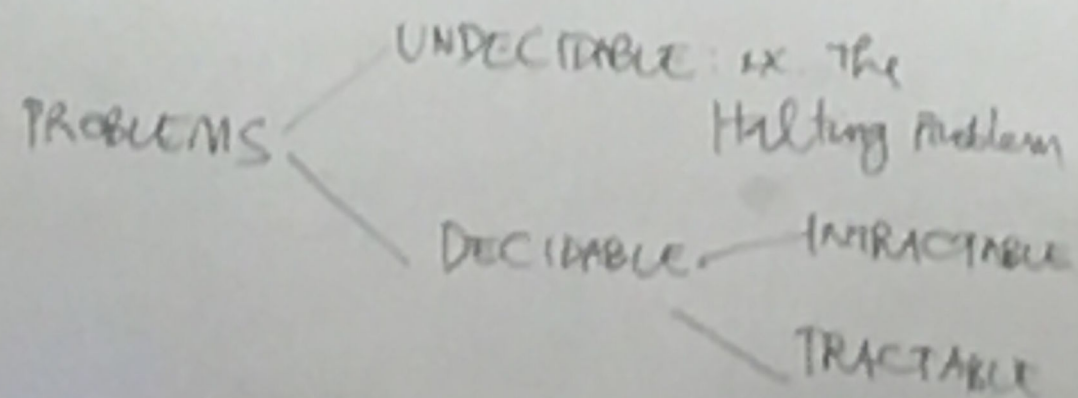 UNDECIDABLE: ex. The
Halting Problem
PROBLEMS
DECIDABLE.
INTRACTABLE
TRACTABLE